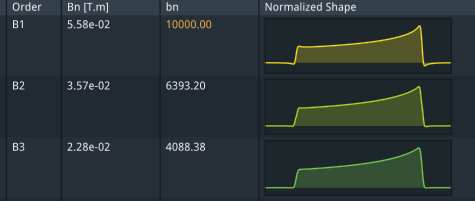 Order Bn [T.m] bn Normalized Shape
B1 5.58e-02 10000.00
B2 3.57e-02 6393.20
B3 2.28e-02 4088.38